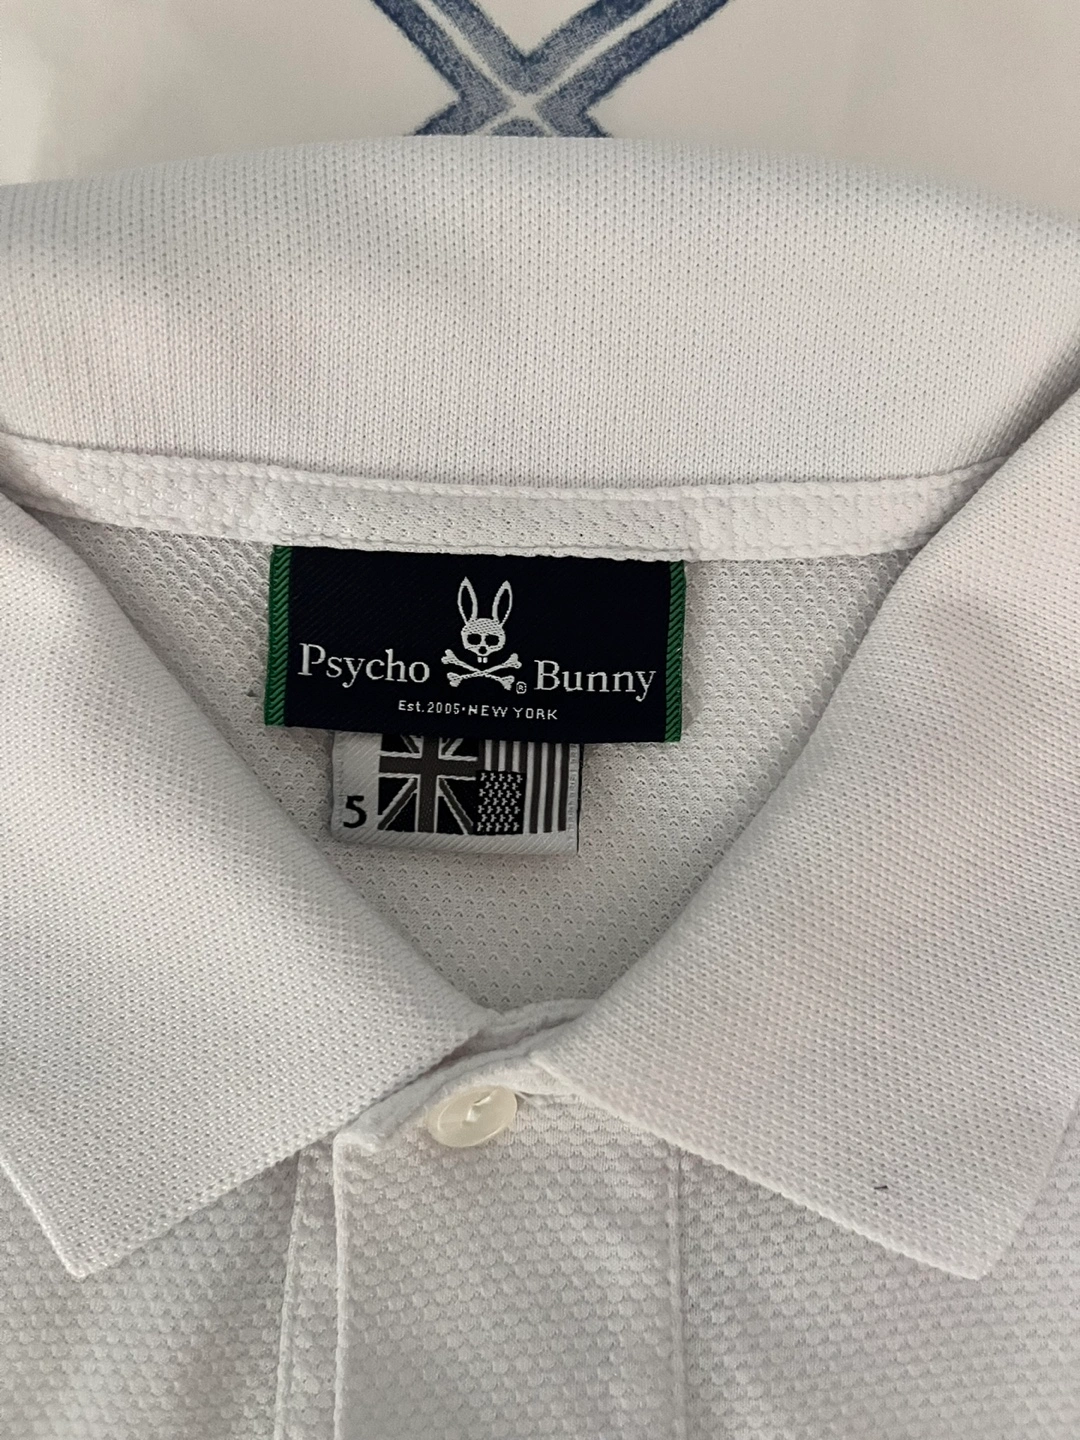 Psycho Bunny
®
Est. 2005 • NEW YORK
5